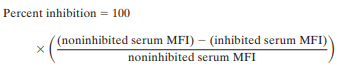 Percent inhibition = 100
× ( (noninhibited serum MFI) − (inhibited serum MFI) )
noninhibited serum MFI